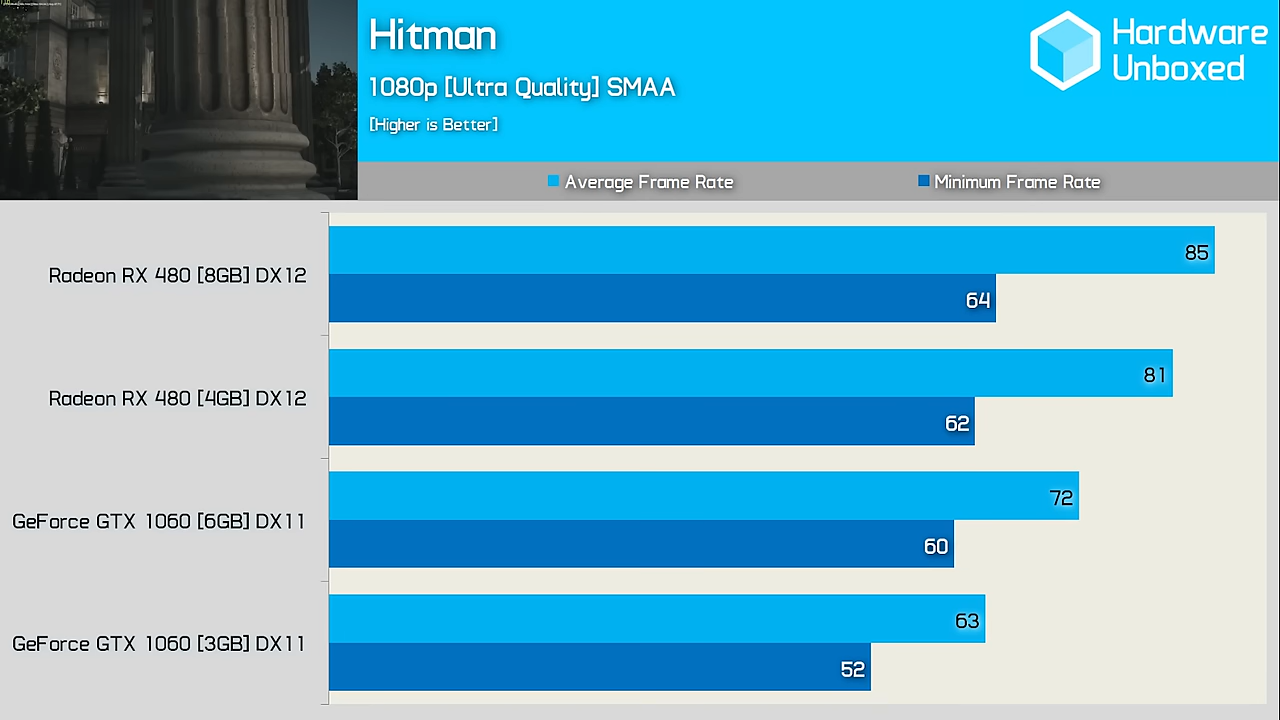 Hitman
1080p [Ultra Quality] SMAA
[Higher is Better]
Hardware
Unboxed
Average Frame Rate
Minimum Frame Rate
Radeon RX 480 [8GB] DX12
85
64
Radeon RX 480 [4GB] DX12
81
62
GeForce GTX 1060 [6GB] DX11
72
60
GeForce GTX 1060 [3GB] DX11
63
52